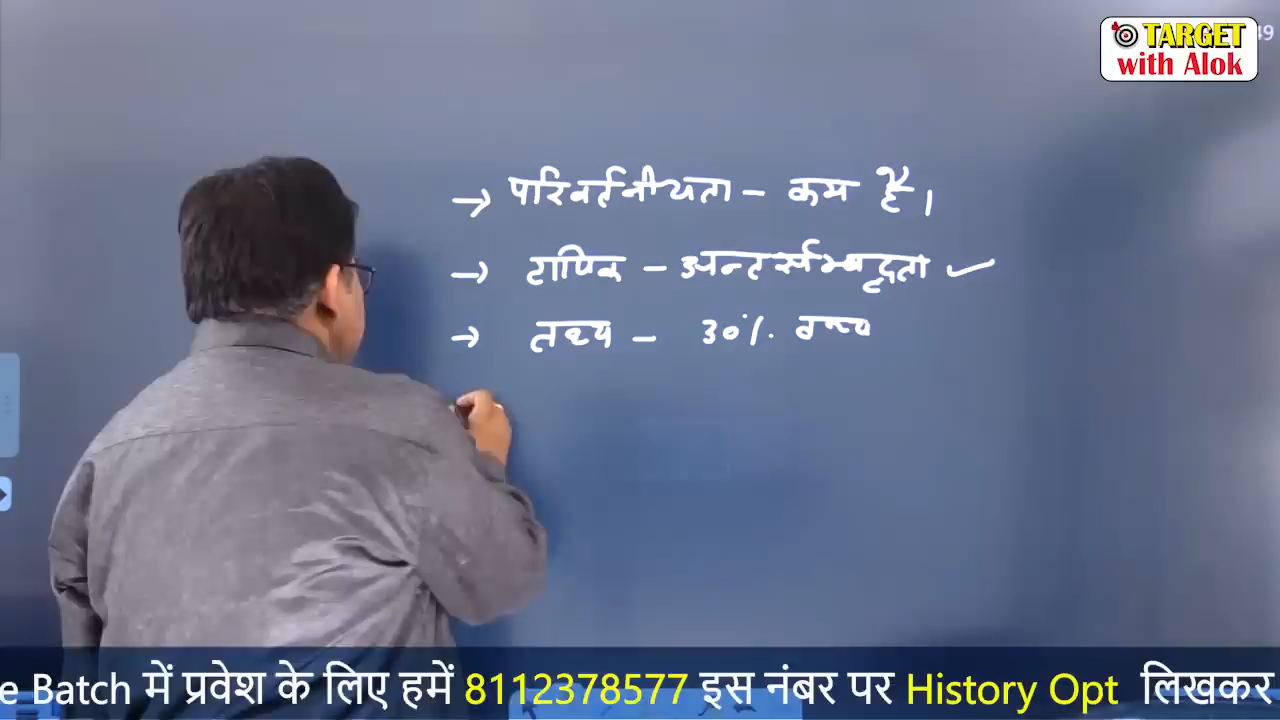 TARGET
with Alok
49
→ परिवर्तनीयता - कम है।
→ टापिक - अन्तर्सम्बद्धता ✓
→ तथ्य - 30%
e Batch में प्रवेश के लिए हमें 8112378577 इस नंबर पर History Opt लिखकर